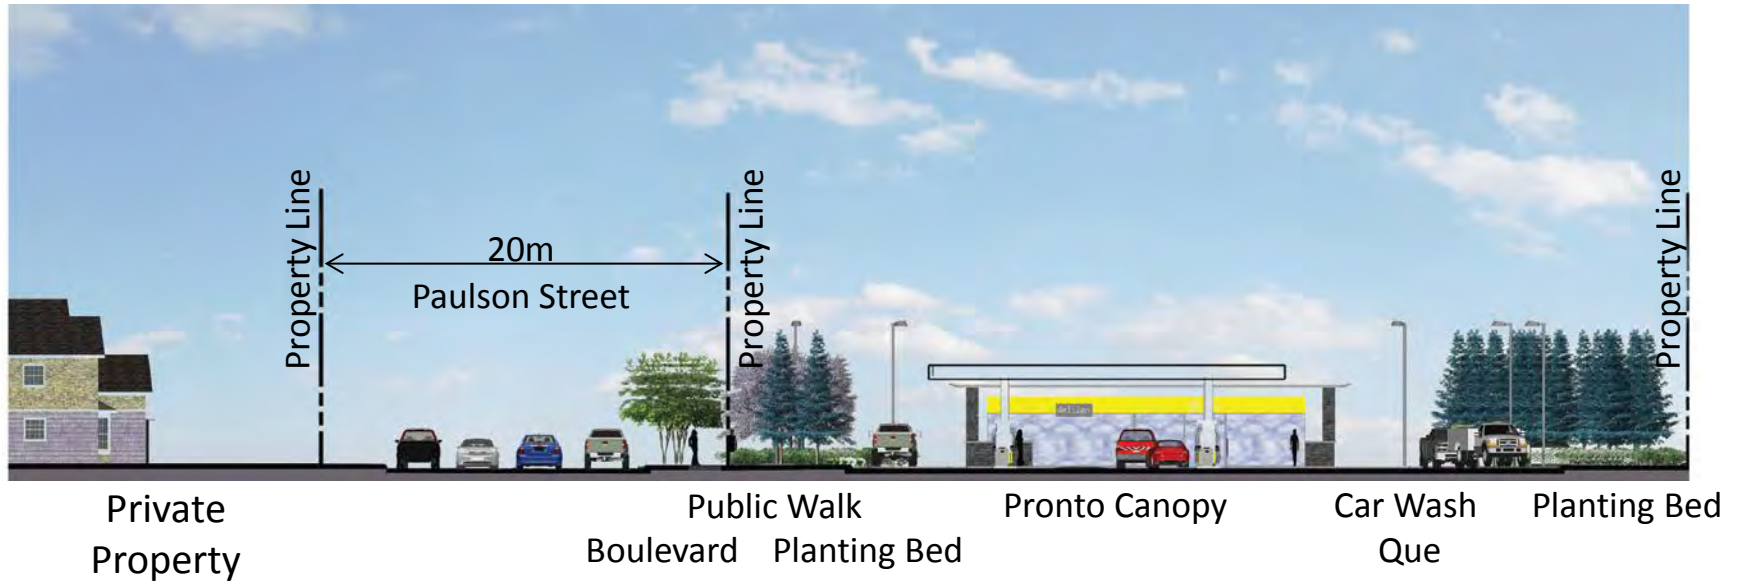 Property Line
20m
Paulson Street
Property Line
Property Line
Private
Property
Public Walk
Boulevard
Planting Bed
Pronto Canopy
Car Wash
Que
Planting Bed